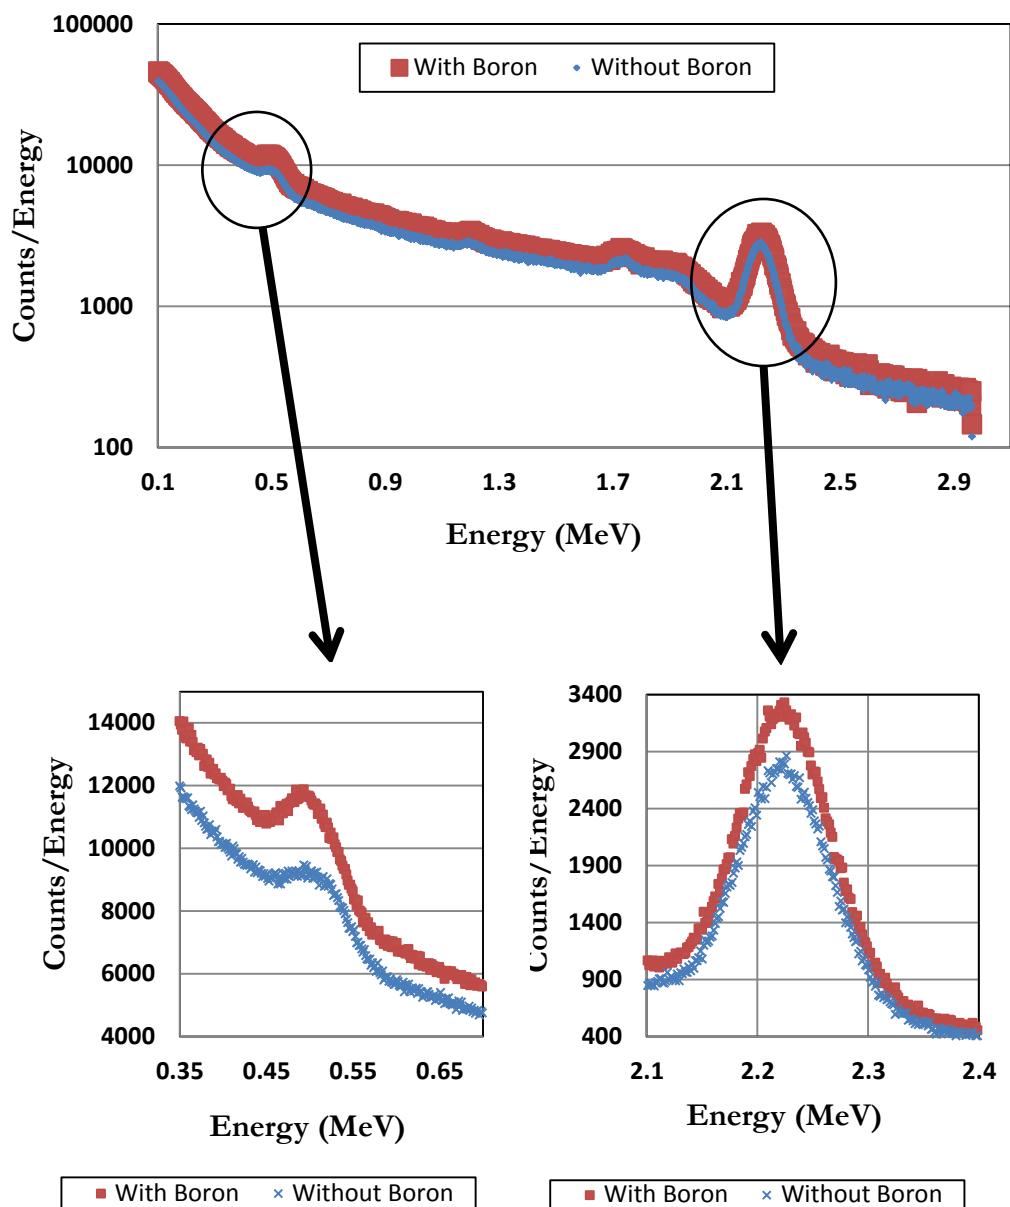 100000
With Boron Without Boron
10000
1000
100
Counts/Energy
0.1 0.5 0.9 1.3 1.7 2.1 2.5 2.9
Energy (MeV)
14000
12000
10000
8000
6000
4000
Counts/Energy
0.35 0.45 0.55 0.65
Energy (MeV)
With Boron Without Boron
3400
2900
2400
1900
1400
900
400
Counts/Energy
2.1 2.2 2.3 2.4
Energy (MeV)
With Boron Without Boron